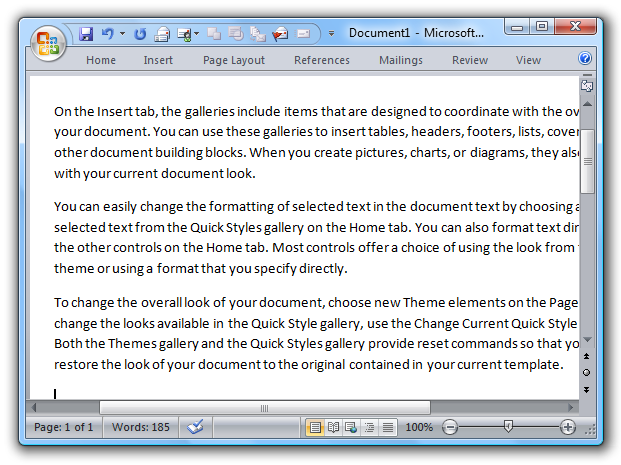 Document1 - Microsoft...
Home Insert Page Layout References Mailings Review View
On the Insert tab, the galleries include items that are designed to coordinate with the ov
your document. You can use these galleries to insert tables, headers, footers, lists, cover
other document building blocks. When you create pictures, charts, or diagrams, they also
with your current document look.
You can easily change the formatting of selected text in the document text by choosing a
selected text from the Quick Styles gallery on the Home tab. You can also format text dir
the other controls on the Home tab. Most controls offer a choice of using the look from
theme or using a format that you specify directly.
To change the overall look of your document, choose new Theme elements on the Page
change the looks available in the Quick Style gallery, use the Change Current Quick Style
Both the Themes gallery and the Quick Styles gallery provide reset commands so that yo
restore the look of your document to the original contained in your current template.
Page: 1 of 1 Words: 185 100%